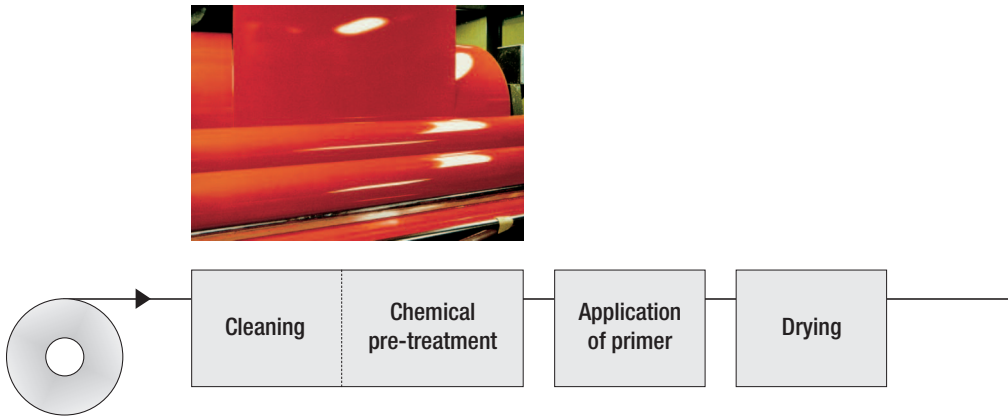 Cleaning
Chemical
pre-treatment
Application
of primer
Drying